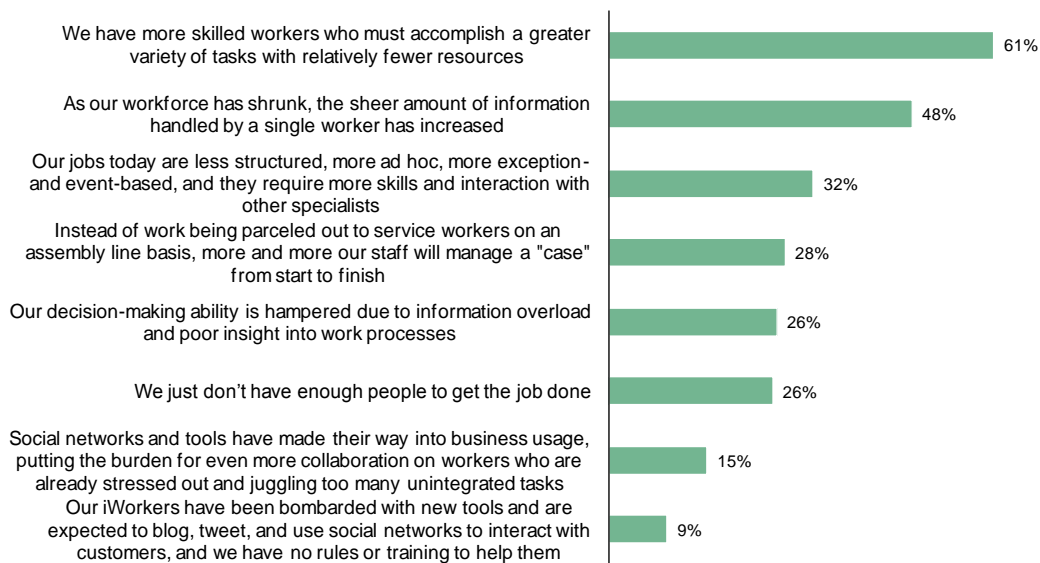 We have more skilled workers who must accomplish a greater
variety of tasks with relatively fewer resources
61%
As our workforce has shrunk, the sheer amount of information
handled by a single worker has increased
48%
Our jobs today are less structured, more ad hoc, more exception-
and event-based, and they require more skills and interaction with
other specialists
32%
Instead of work being parceled out to service workers on an
assembly line basis, more and more our staff will manage a "case"
from start to finish
28%
Our decision-making ability is hampered due to information overload
and poor insight into work processes
26%
We just don’t have enough people to get the job done
26%
Social networks and tools have made their way into business usage,
putting the burden for even more collaboration on workers who are
already stressed out and juggling too many unintegrated tasks
15%
Our iWorkers have been bombarded with new tools and are
expected to blog, tweet, and use social networks to interact with
customers, and we have no rules or training to help them
9%